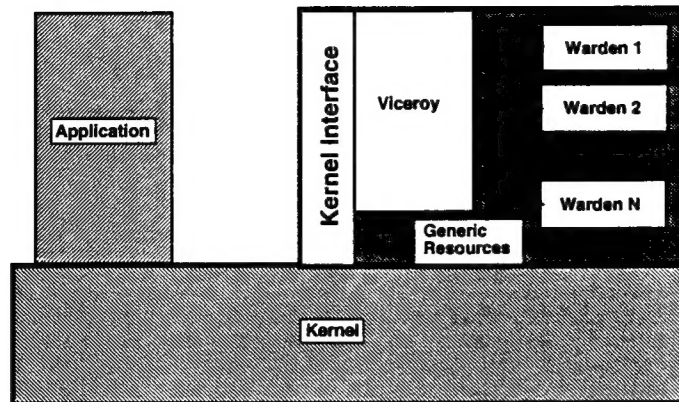 Application
Kernel Interface
Viceroy
Warden 1
Warden 2
Warden N
Generic
Resources
Kernel